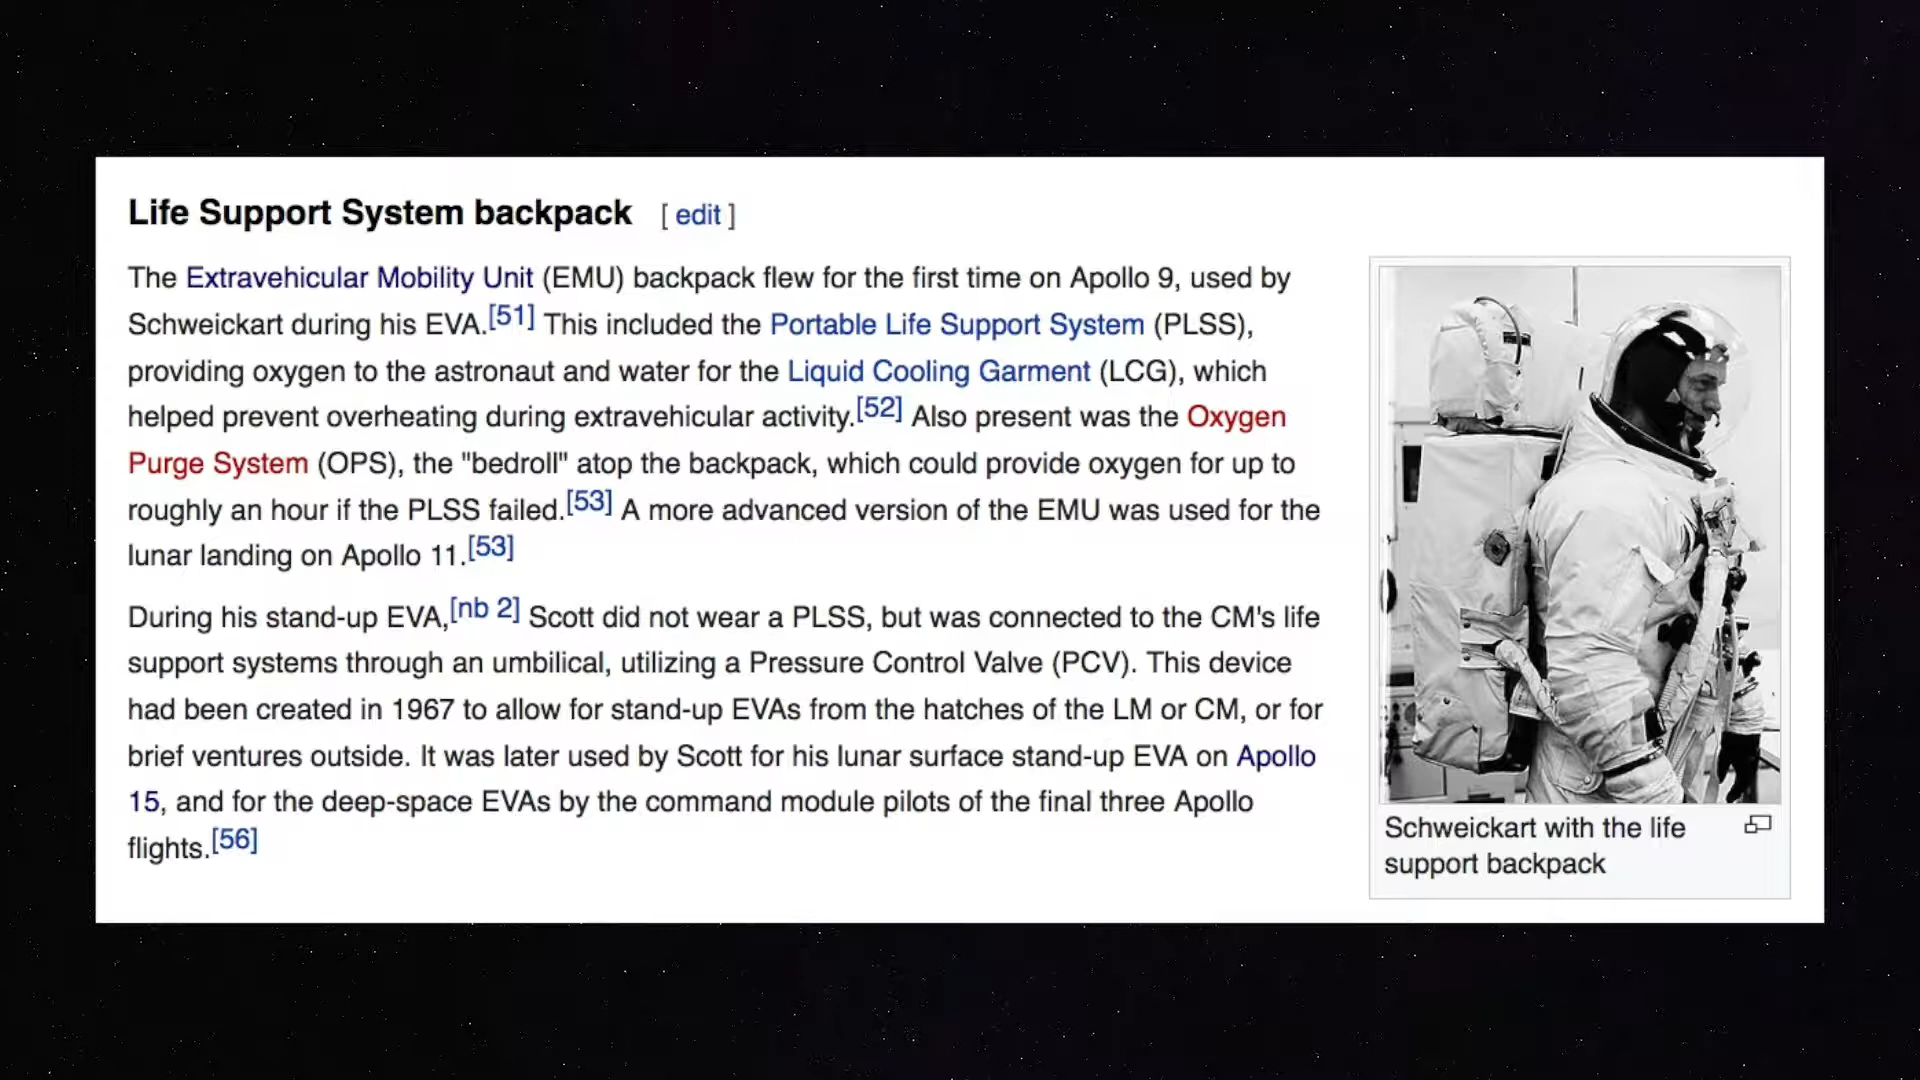 Life Support System backpack [ edit ]
The Extravehicular Mobility Unit (EMU) backpack flew for the first time on Apollo 9, used by
Schweickart during his EVA.[51] This included the Portable Life Support System (PLSS),
providing oxygen to the astronaut and water for the Liquid Cooling Garment (LCG), which
helped prevent overheating during extravehicular activity.[52] Also present was the Oxygen
Purge System (OPS), the "bedroll" atop the backpack, which could provide oxygen for up to
roughly an hour if the PLSS failed.[53] A more advanced version of the EMU was used for the
lunar landing on Apollo 11.[53]
During his stand-up EVA,[nb 2] Scott did not wear a PLSS, but was connected to the CM's life
support systems through an umbilical, utilizing a Pressure Control Valve (PCV). This device
had been created in 1967 to allow for stand-up EVAs from the hatches of the LM or CM, or for
brief ventures outside. It was later used by Scott for his lunar surface stand-up EVA on Apollo
15, and for the deep-space EVAs by the command module pilots of the final three Apollo
flights.[56]
Schweickart with the life
support backpack